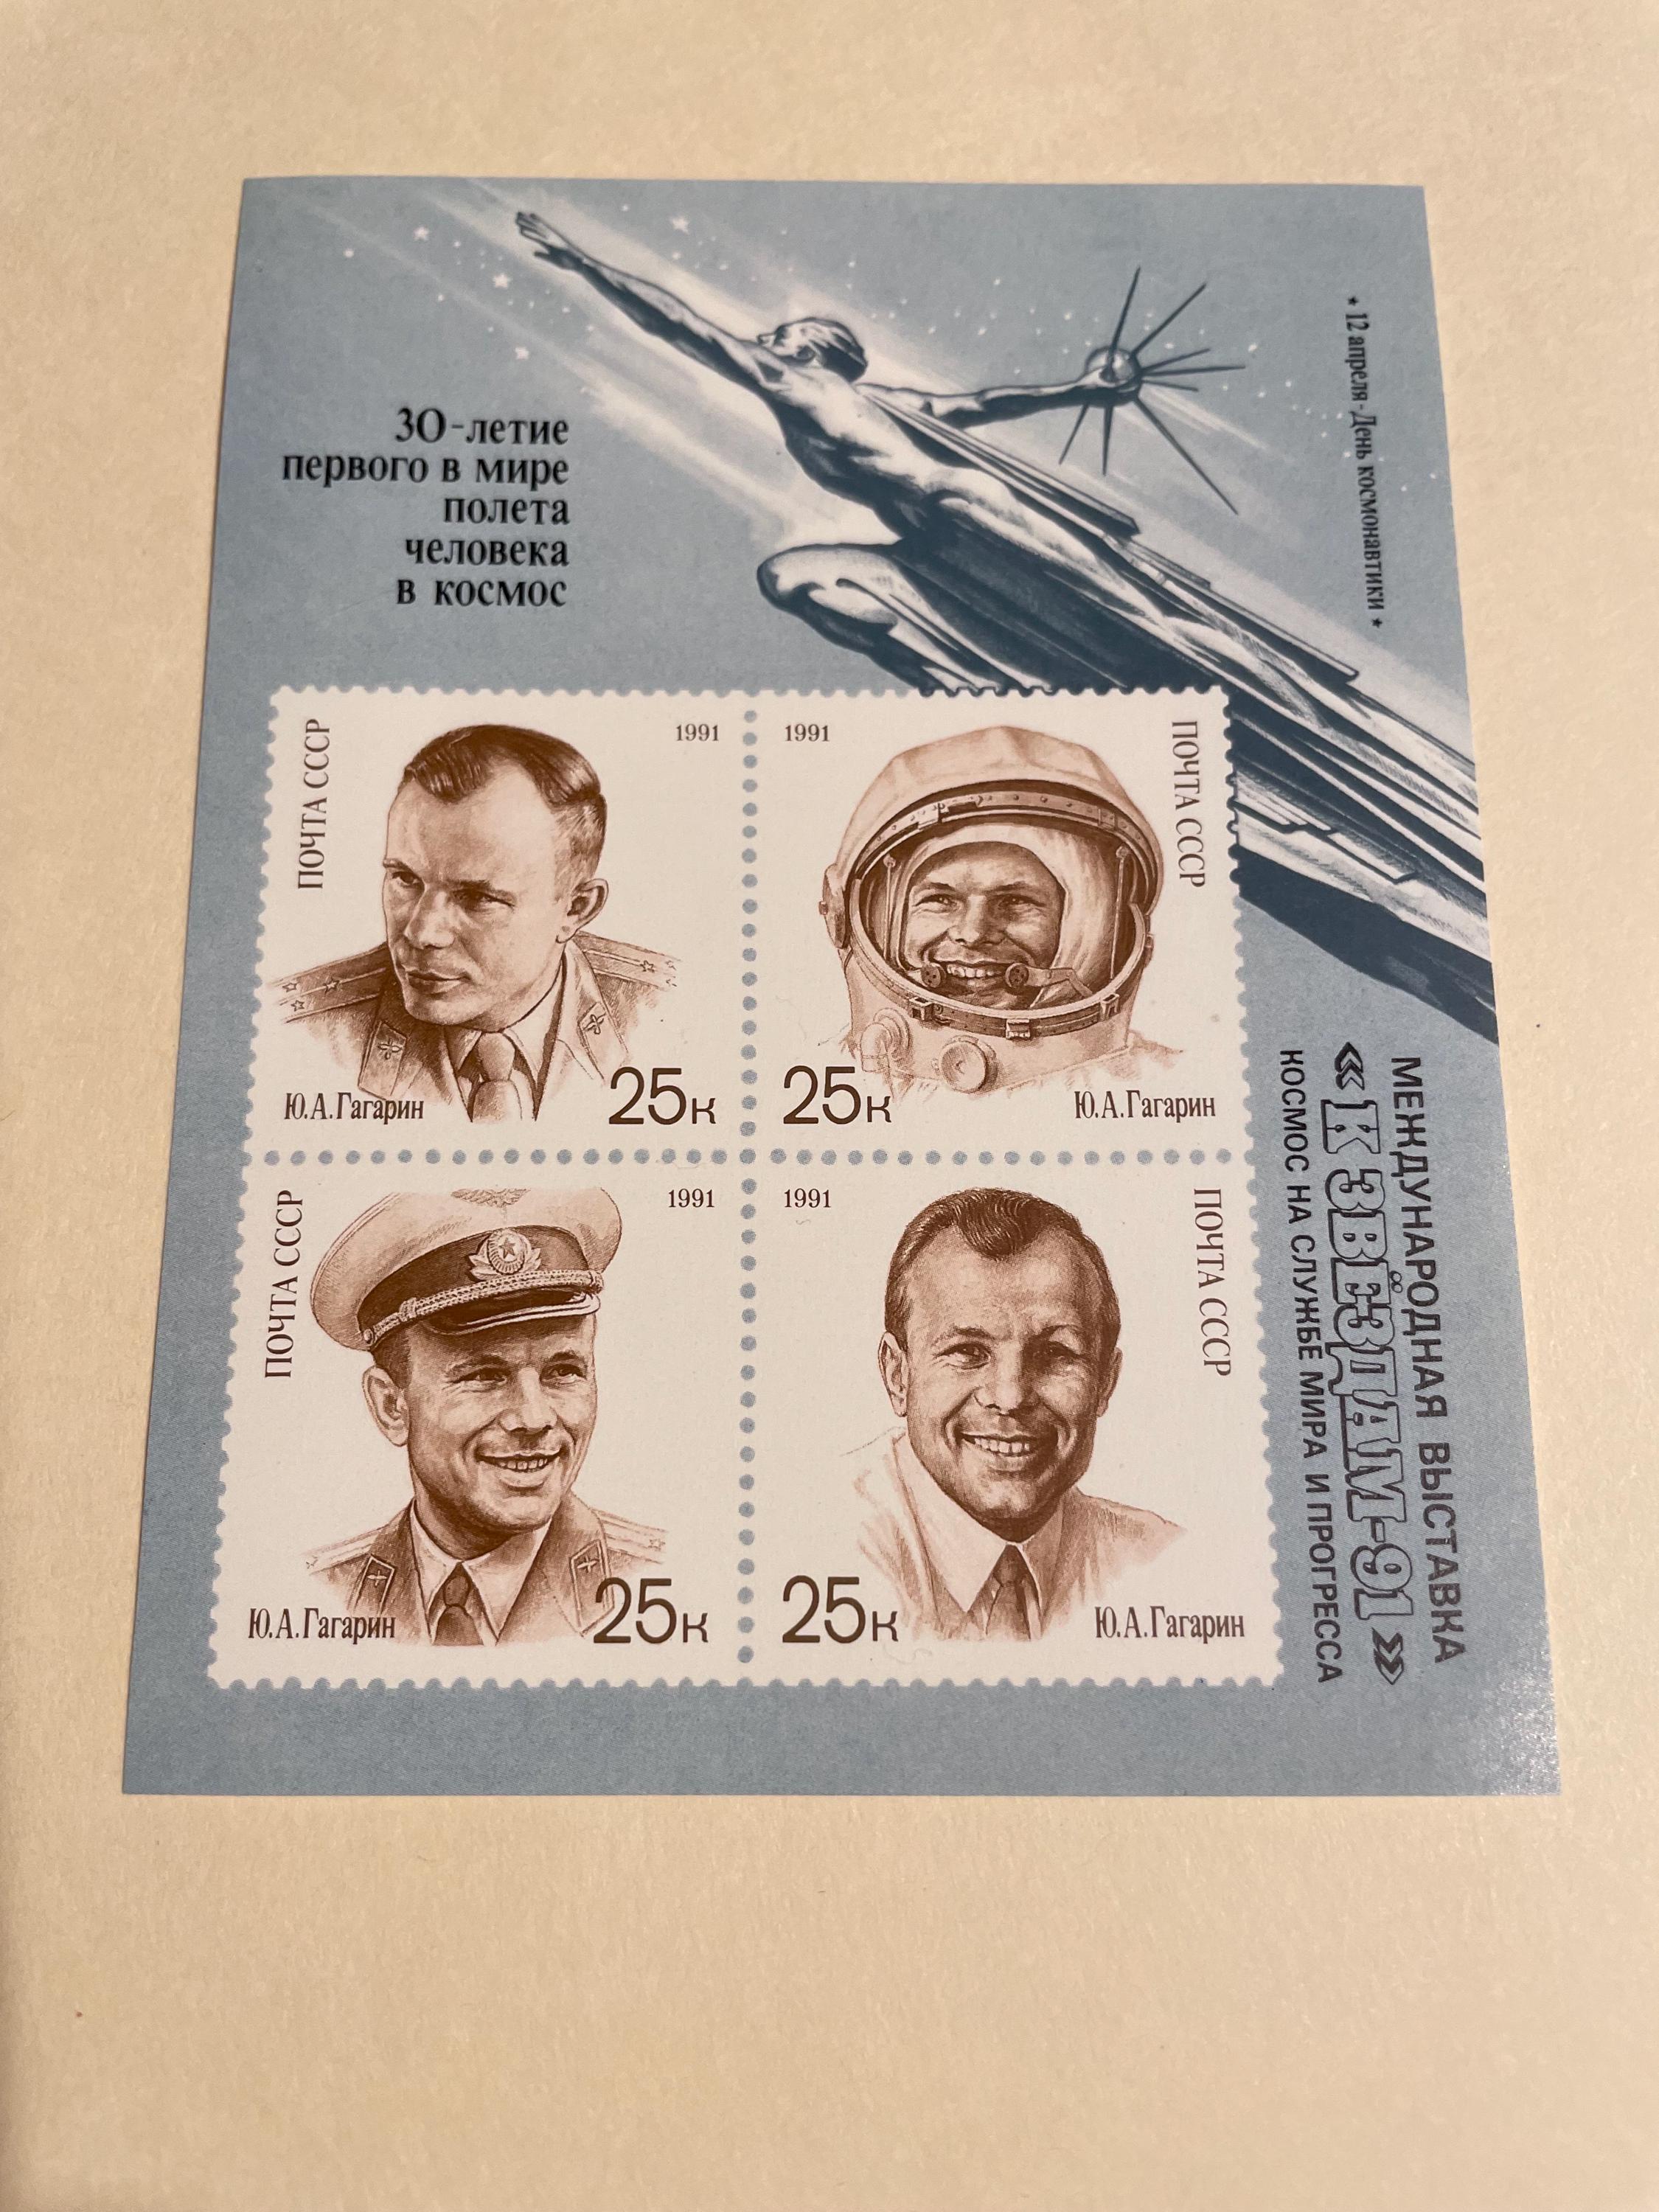 * 12 апреля - День космонавтики *
30-летие
первого в мире
полета
человека
в космос
ПОЧТА СССР
1991
Ю.А.Гагарин
25к
1991
ПОЧТА СССР
25к
Ю.А.Гагарин
ПОЧТА СССР
1991
Ю.А.Гагарин
25к
1991
ПОЧТА СССР
25к
Ю.А.Гагарин
МЕЖДУНАРОДНАЯ ВЫСТАВКА
« К ЗВЁЗДАМ-91 »
КОСМОС НА СЛУЖБЕ МИРА И ПРОГРЕССА